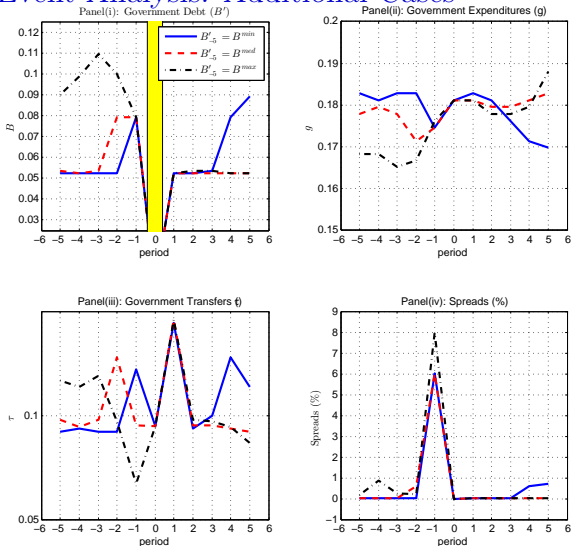 Event Analysis: Additional Cases
Panel(i): Government Debt (B′)
B′₋₅ = Bᵐⁱⁿ
B′₋₅ = Bᵐᵉᵈ
B′₋₅ = Bᵐᵃˣ
0.12
0.11
0.1
0.09
0.08
0.07
0.06
0.05
0.04
0.03
B
−6 −5 −4 −3 −2 −1 0 1 2 3 4 5 6
period
Panel(ii): Government Expenditures (g)
0.2
0.19
0.18
0.17
0.16
0.15
g
−6 −5 −4 −3 −2 −1 0 1 2 3 4 5 6
period
Panel(iii): Government Transfers (τ)
0.1
0.05
τ
−6 −5 −4 −3 −2 −1 0 1 2 3 4 5 6
period
Panel(iv): Spreads (%)
9
8
7
6
5
4
3
2
1
0
−1
Spreads (%)
−6 −5 −4 −3 −2 −1 0 1 2 3 4 5 6
period